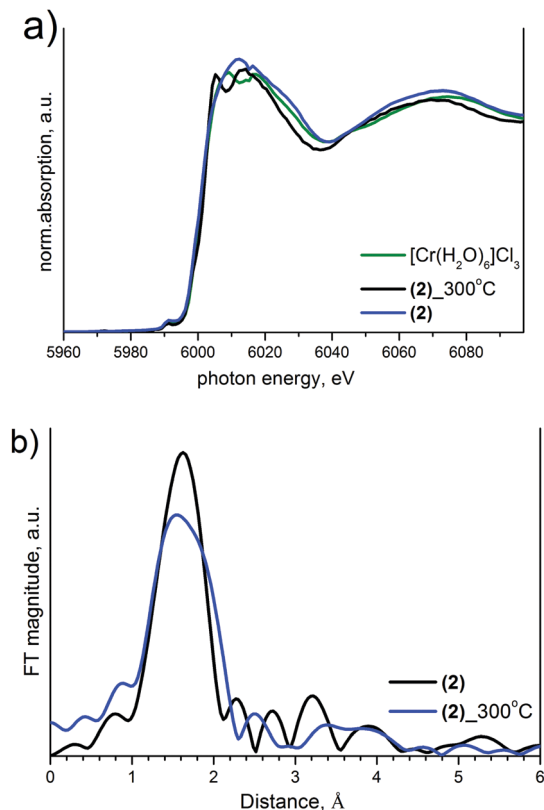 a)
norm.absorption, a.u.
[Cr(H₂O)₆]Cl₃
(2)_300°C
(2)
5960 5980 6000 6020 6040 6060 6080
photon energy, eV
b)
FT magnitude, a.u.
(2)
(2)_300°C
0 1 2 3 4 5 6
Distance, Å